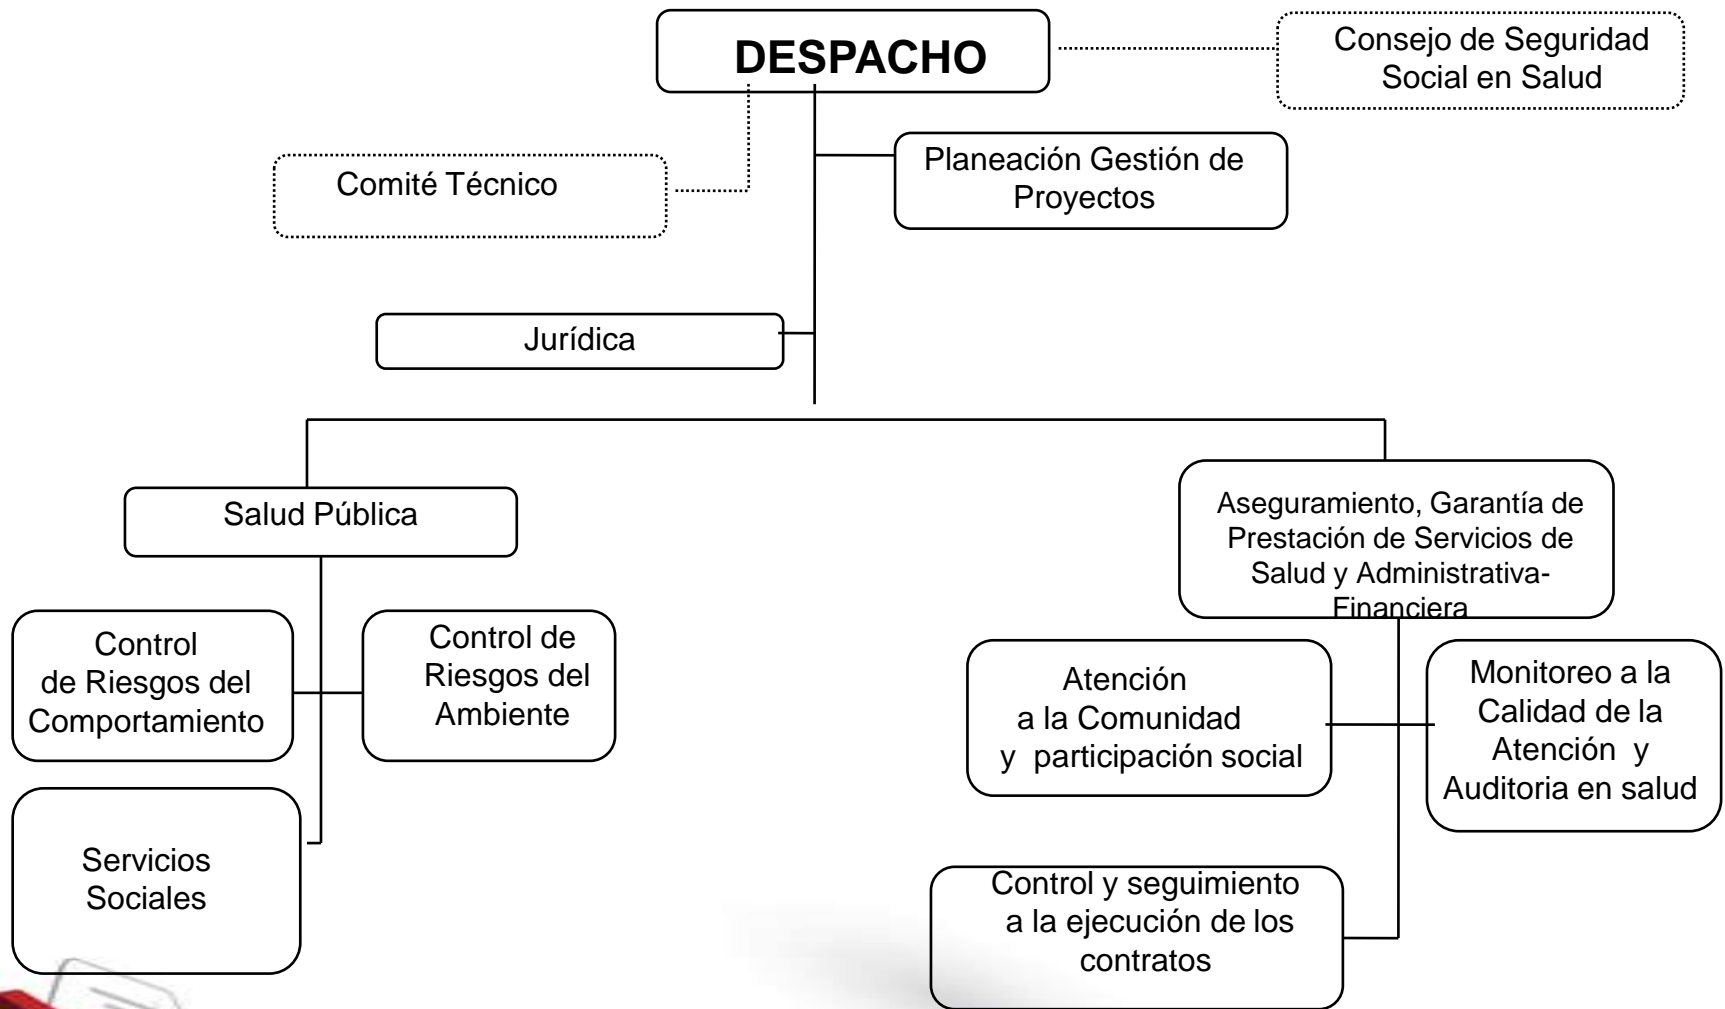 DESPACHO
Consejo de Seguridad
Social en Salud
Planeación Gestión de
Proyectos
Comité Técnico
Jurídica
Salud Pública
Aseguramiento, Garantía de
Prestación de Servicios de
Salud y Administrativa-
Financiera
Control
de Riesgos del
Comportamiento
Control de
Riesgos del
Ambiente
Atención
a la Comunidad
y participación social
Monitoreo a la
Calidad de la
Atención y
Auditoria en salud
Servicios
Sociales
Control y seguimiento
a la ejecución de los
contratos